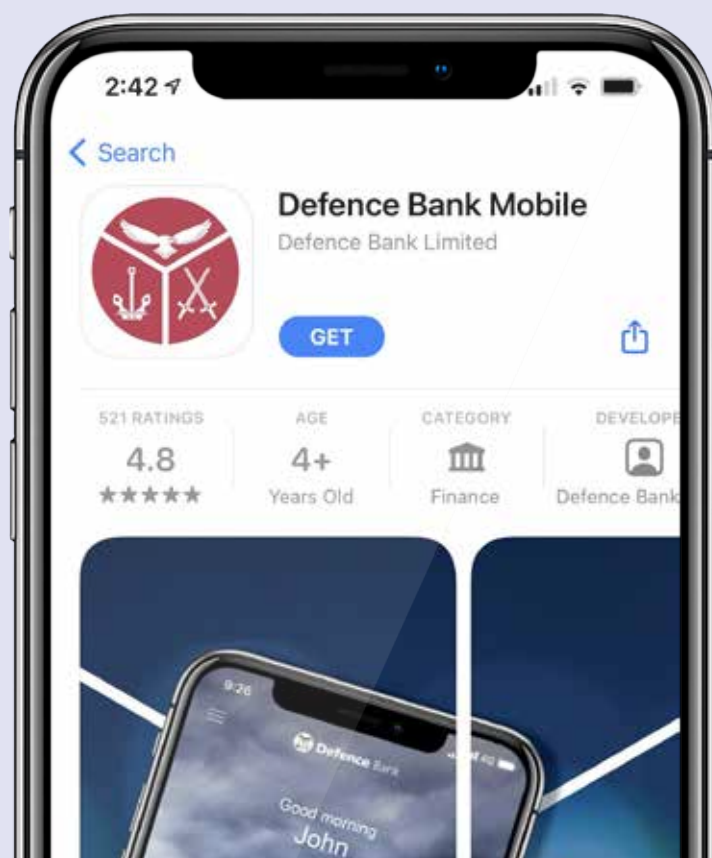 2:42
Search
Defence Bank Mobile
Defence Bank Limited
GET
521 RATINGS
AGE
CATEGORY
DEVELOPE
4.8
4+
★★★★★
Years Old
Finance
Defence Bank
9:26
4G
Defence Bank
Good morning
John